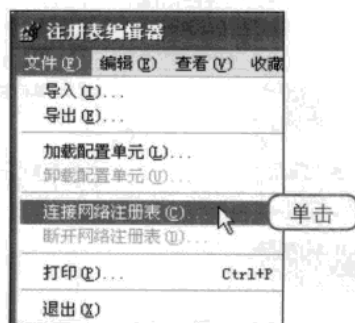 注册表编辑器
文件(F) 编辑(E) 查看(V) 收藏
导入(I)...
导出(E)...
加载配置单元(L)...
卸载配置单元(U)...
连接网络注册表(C)... 单击
断开网络注册表(D)...
打印(P)... Ctrl+P
退出(X)